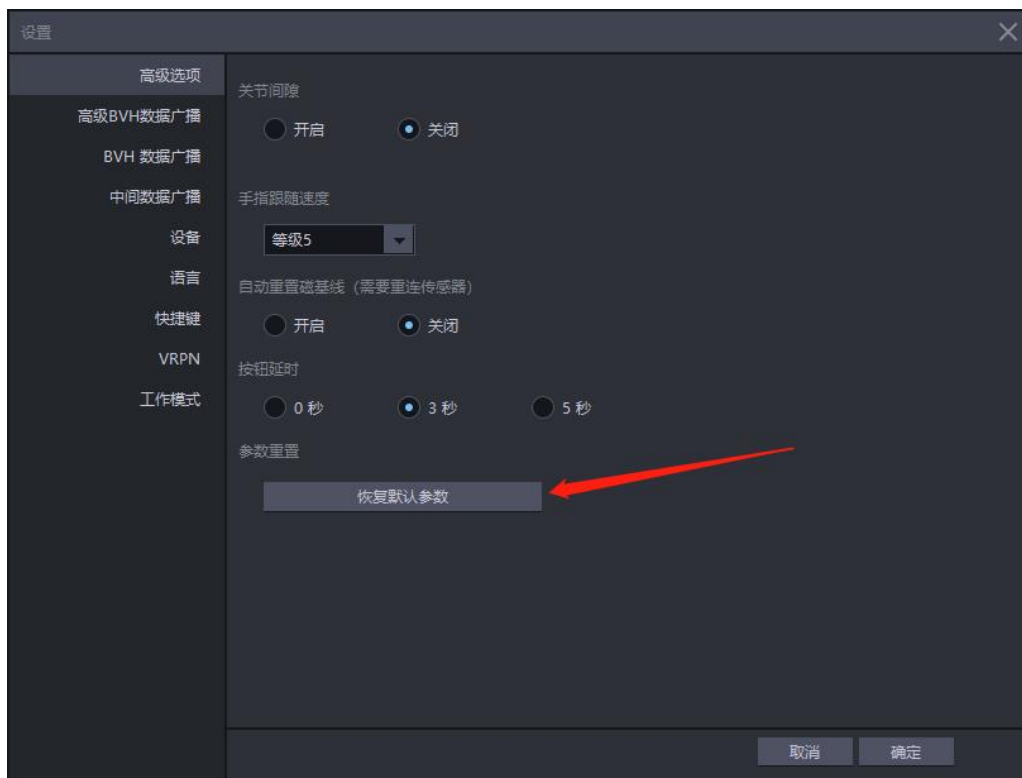 设置
高级选项
高级BVH数据广播
BVH 数据广播
中间数据广播
设备
语言
快捷键
VRPN
工作模式
关节间隙
开启 关闭
手指跟随速度
等级5
自动重置磁基线（需要重连传感器）
开启 关闭
按钮延时
0 秒 3 秒 5 秒
参数重置
恢复默认参数
取消 确定